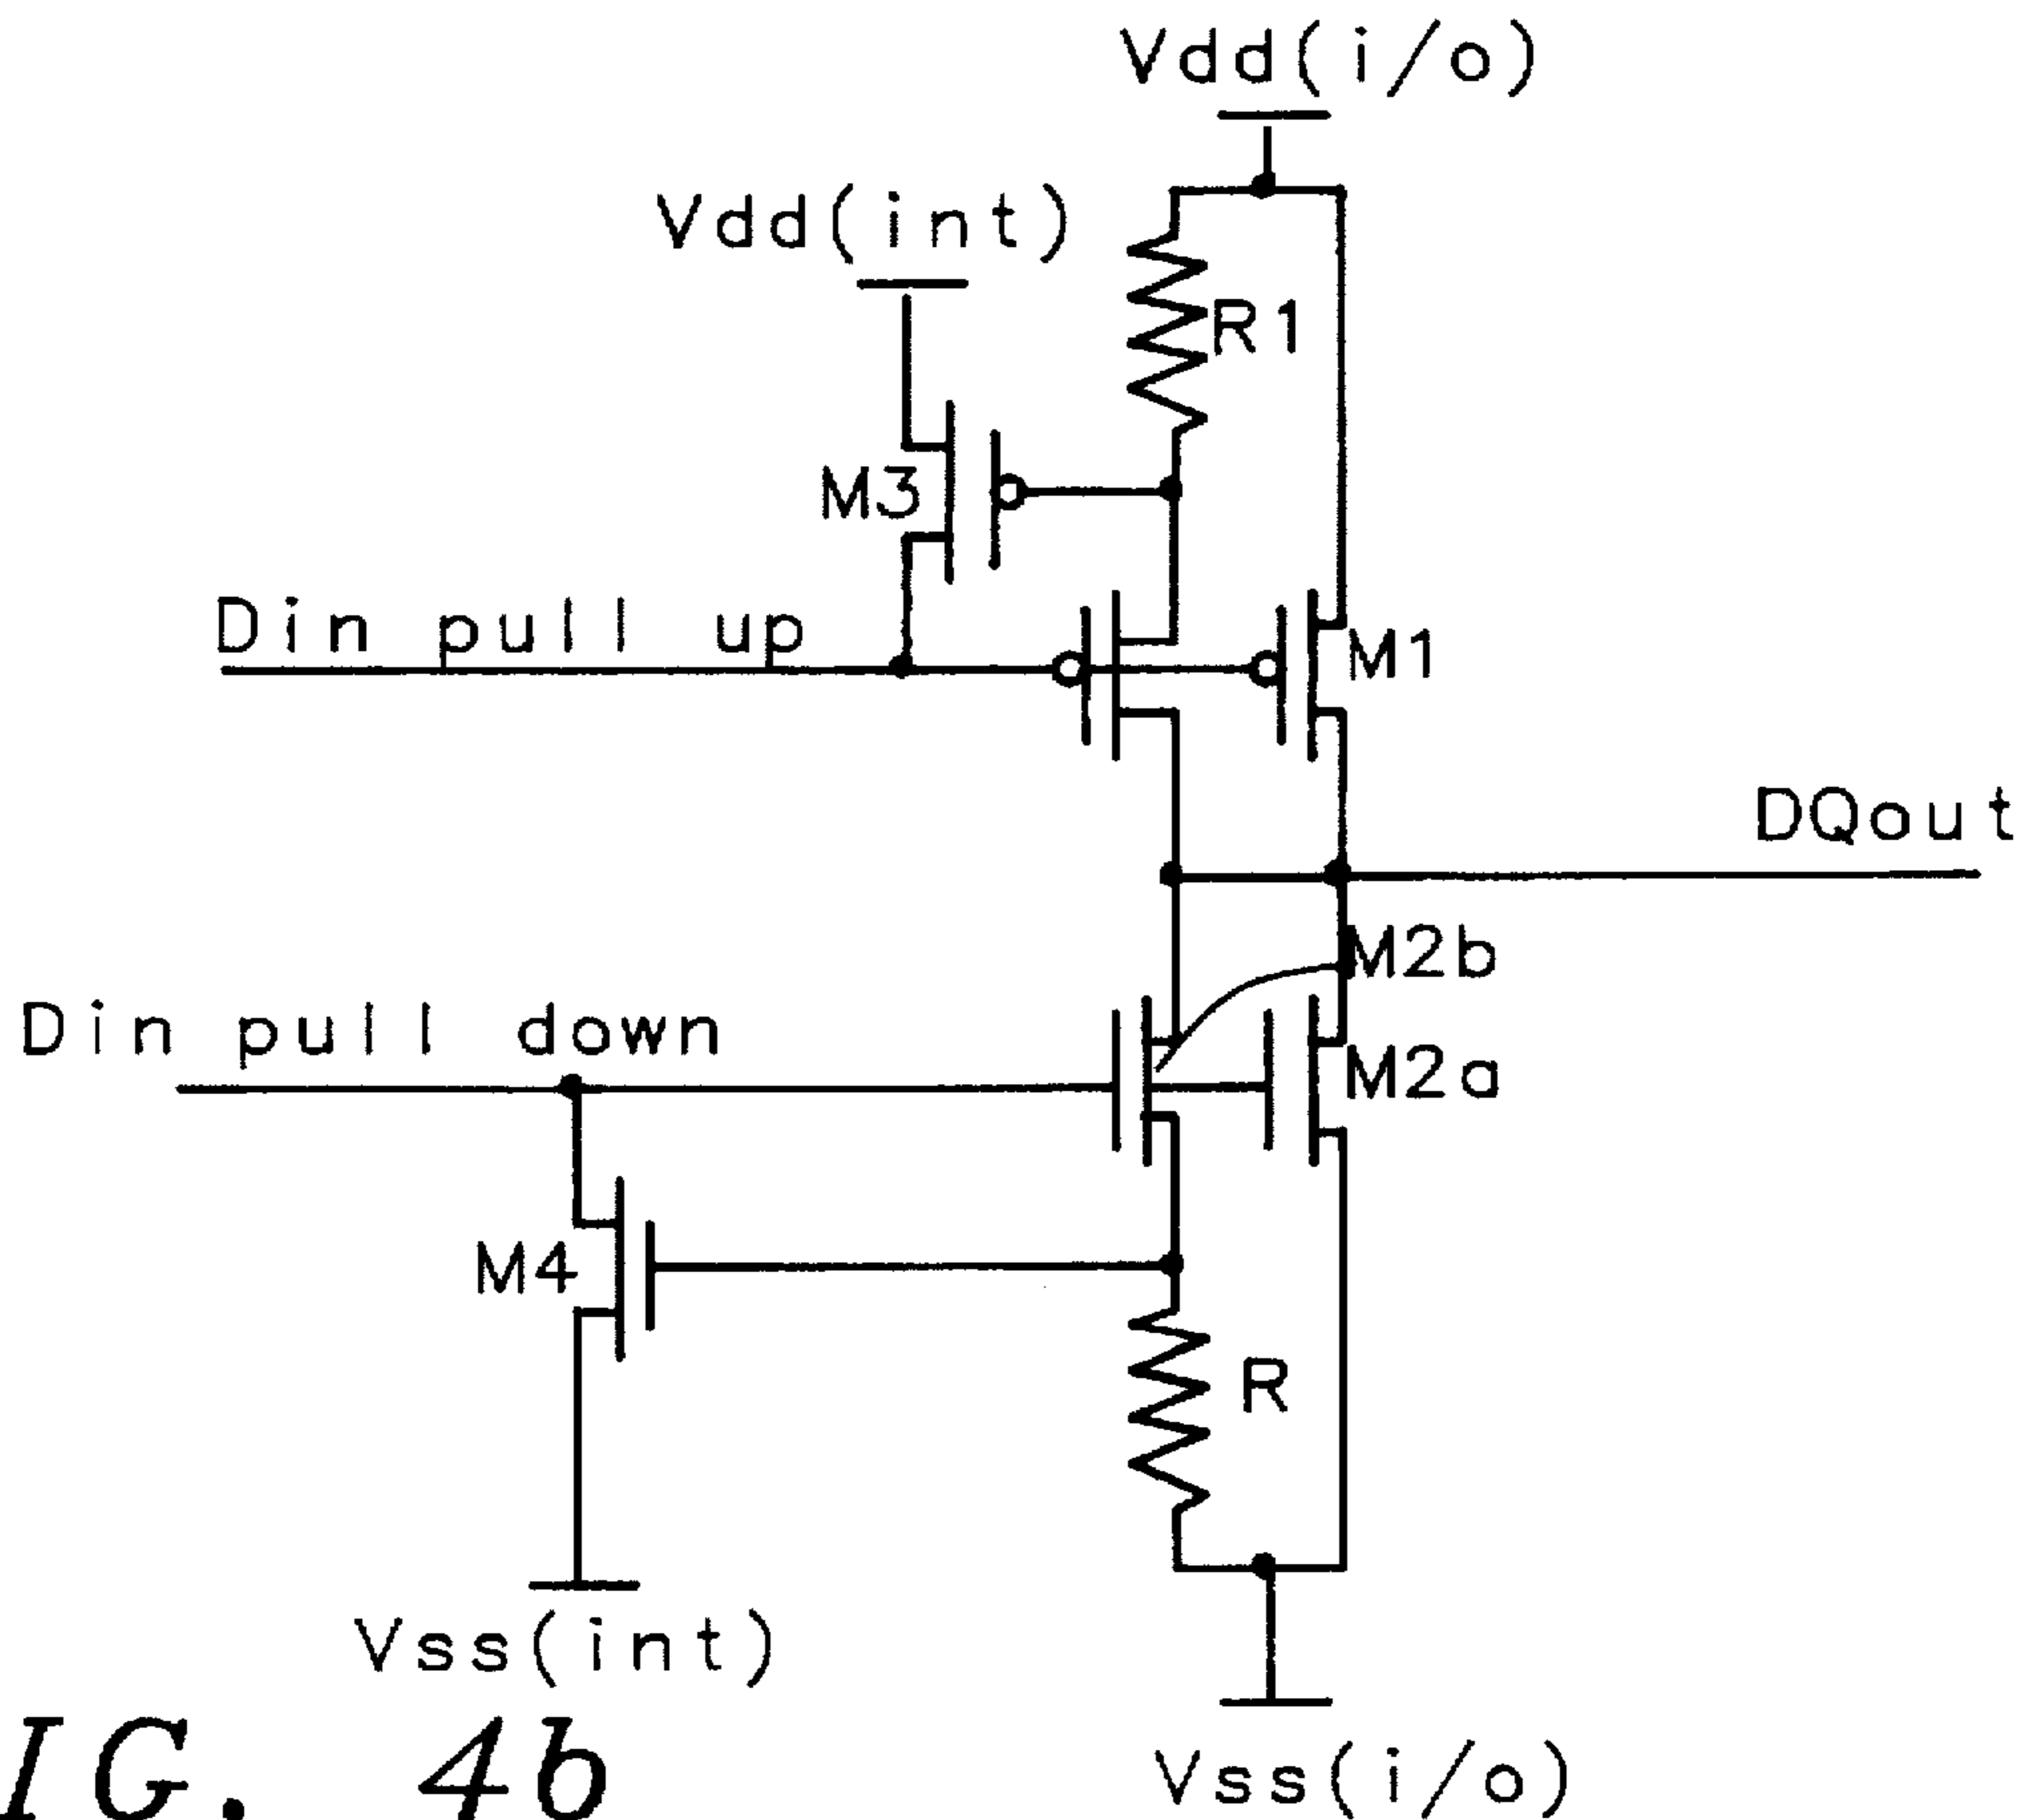 Vdd(i/o)
Vdd(int)
R1
M3
Din pull up
M1
DQout
M2b
Din pull down
M2a
M4
R
Vss(int)
Vss(i/o)
IG. 4b